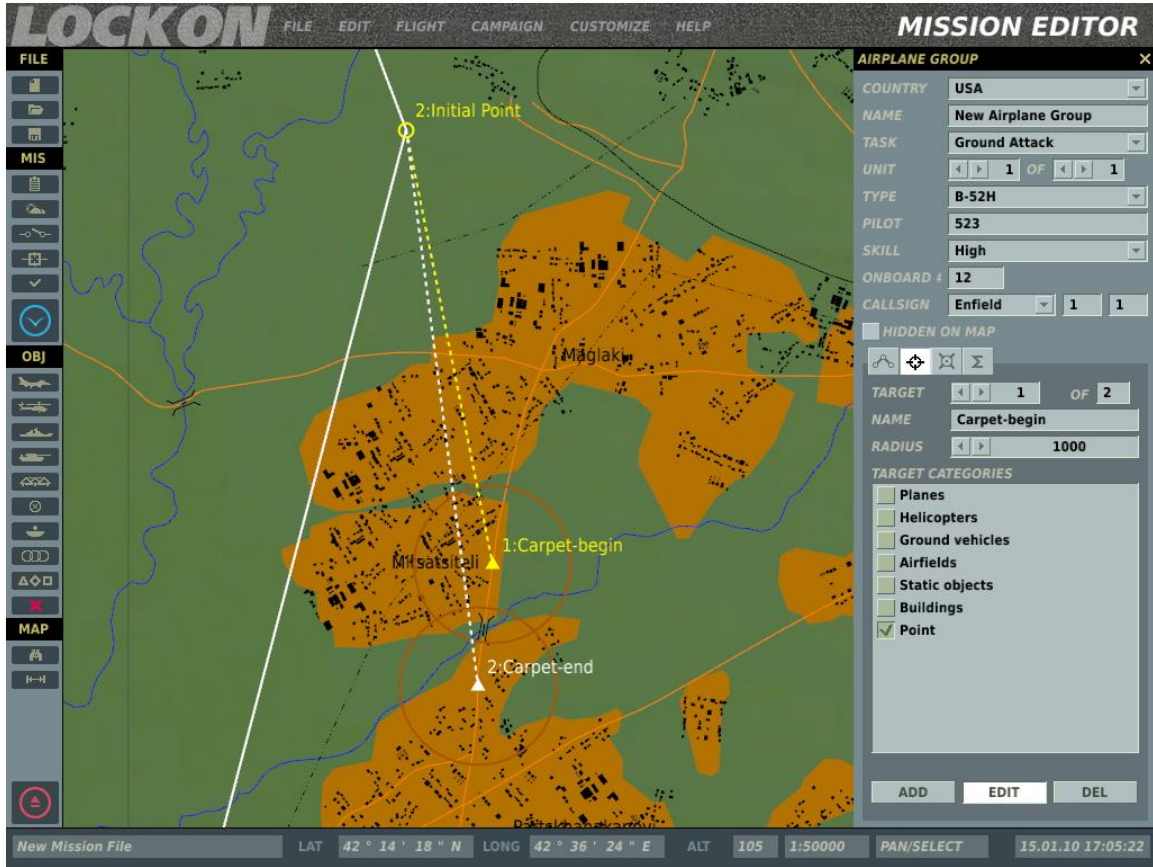 LOCKON
FILE EDIT FLIGHT CAMPAIGN CUSTOMIZE HELP
MISSION EDITOR
FILE
MIS
OBJ
MAP
2:Initial Point
Maglaki
1:Carpet-begin
2:Carpet-end
AIRPLANE GROUP X
COUNTRY USA
NAME New Airplane Group
TASK Ground Attack
UNIT 1 OF 1
TYPE B-52H
PILOT 523
SKILL High
ONBOARD # 12
CALLSIGN Enfield 1 1
HIDDEN ON MAP
TARGET 1 OF 2
NAME Carpet-begin
RADIUS 1000
TARGET CATEGORIES
Planes
Helicopters
Ground vehicles
Airfields
Static objects
Buildings
Point
ADD EDIT DEL
New Mission File LAT 42 ° 14 ' 18 " N LONG 42 ° 36 ' 24 " E ALT 105 1:50000 PAN/SELECT 15.01.10 17:05:22